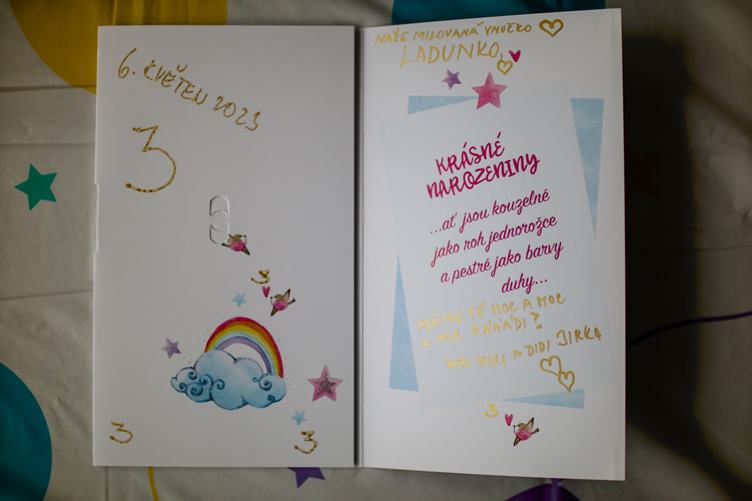 6. KVĚTEN 2023
3
3
3
3
NAŠE MILOVANÁ VNUČKO
LADUNKO,
KRÁSNÉ
NAROZENINY
...ať jsou kouzelné
jako roh jednorožce
a pestré jako barvy
duhy...
MÁME TĚ MOC A MOC
A MOC RÁDI
DIDI JIRKA
3